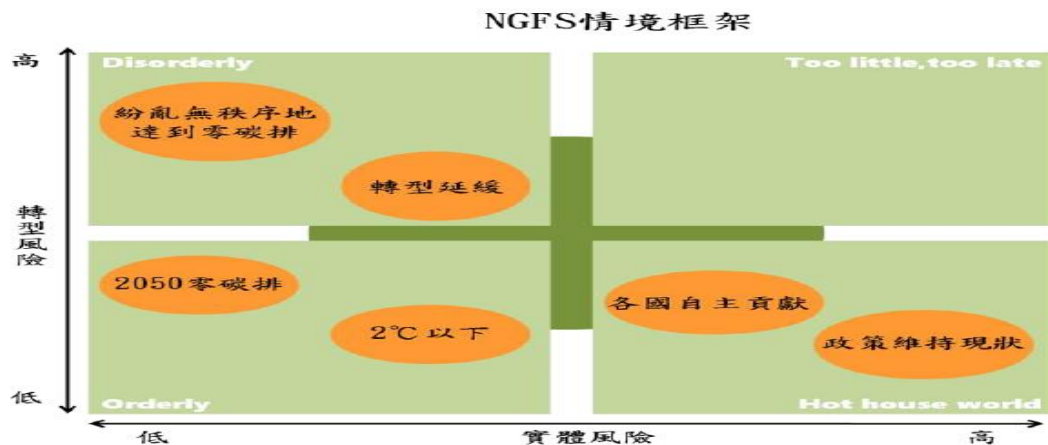 NGFS情境框架
高
Disorderly
Too little,too late
紛亂無秩序地
達到零碳排
轉型延緩
轉型風險
2050零碳排
2℃以下
各國自主貢獻
政策維持現狀
低
Orderly
Hot house world
低
實體風險
高